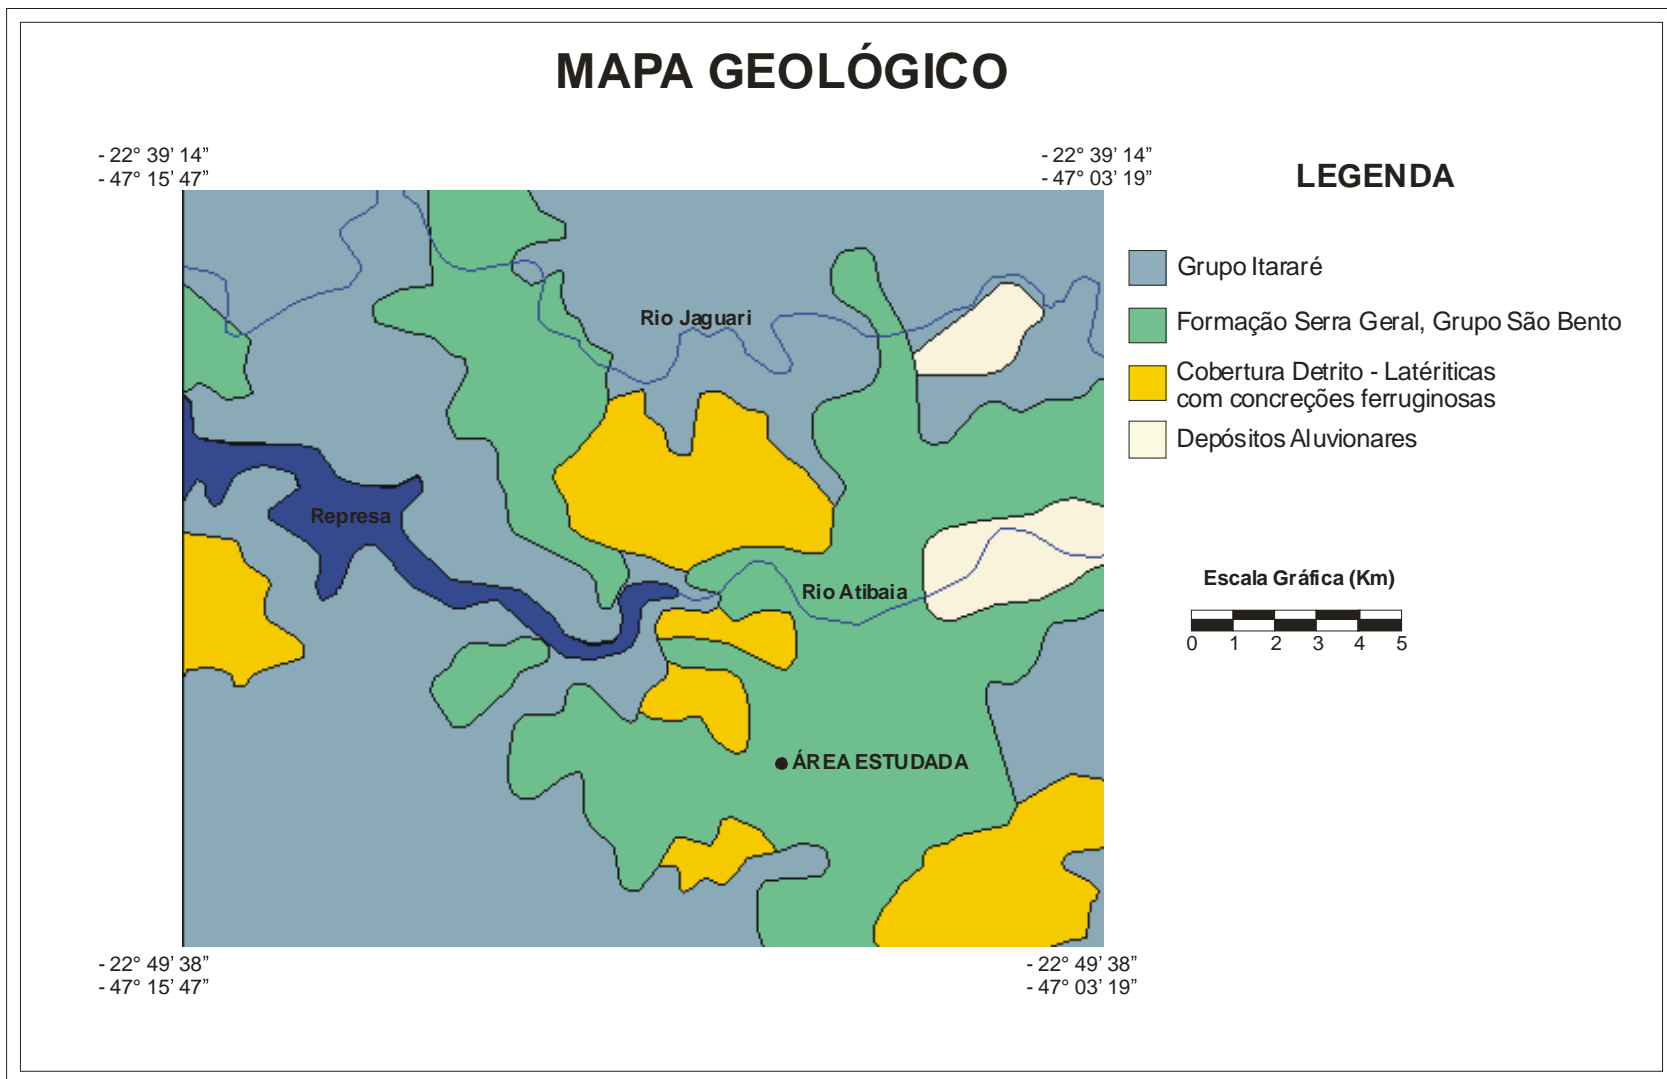 MAPA GEOLÓGICO
- 22° 39’ 14”
- 47° 15’ 47”
- 22° 39’ 14”
- 47° 03’ 19”
LEGENDA
Grupo Itararé
Formação Serra Geral, Grupo São Bento
Cobertura Detrito - Latériticas
com concreções ferruginosas
Depósitos Aluvionares
Rio Jaguari
Represa
Rio Atibaia
ÁREA ESTUDADA
Escala Gráfica (Km)
0 1 2 3 4 5
- 22° 49’ 38”
- 47° 15’ 47”
- 22° 49’ 38”
- 47° 03’ 19”